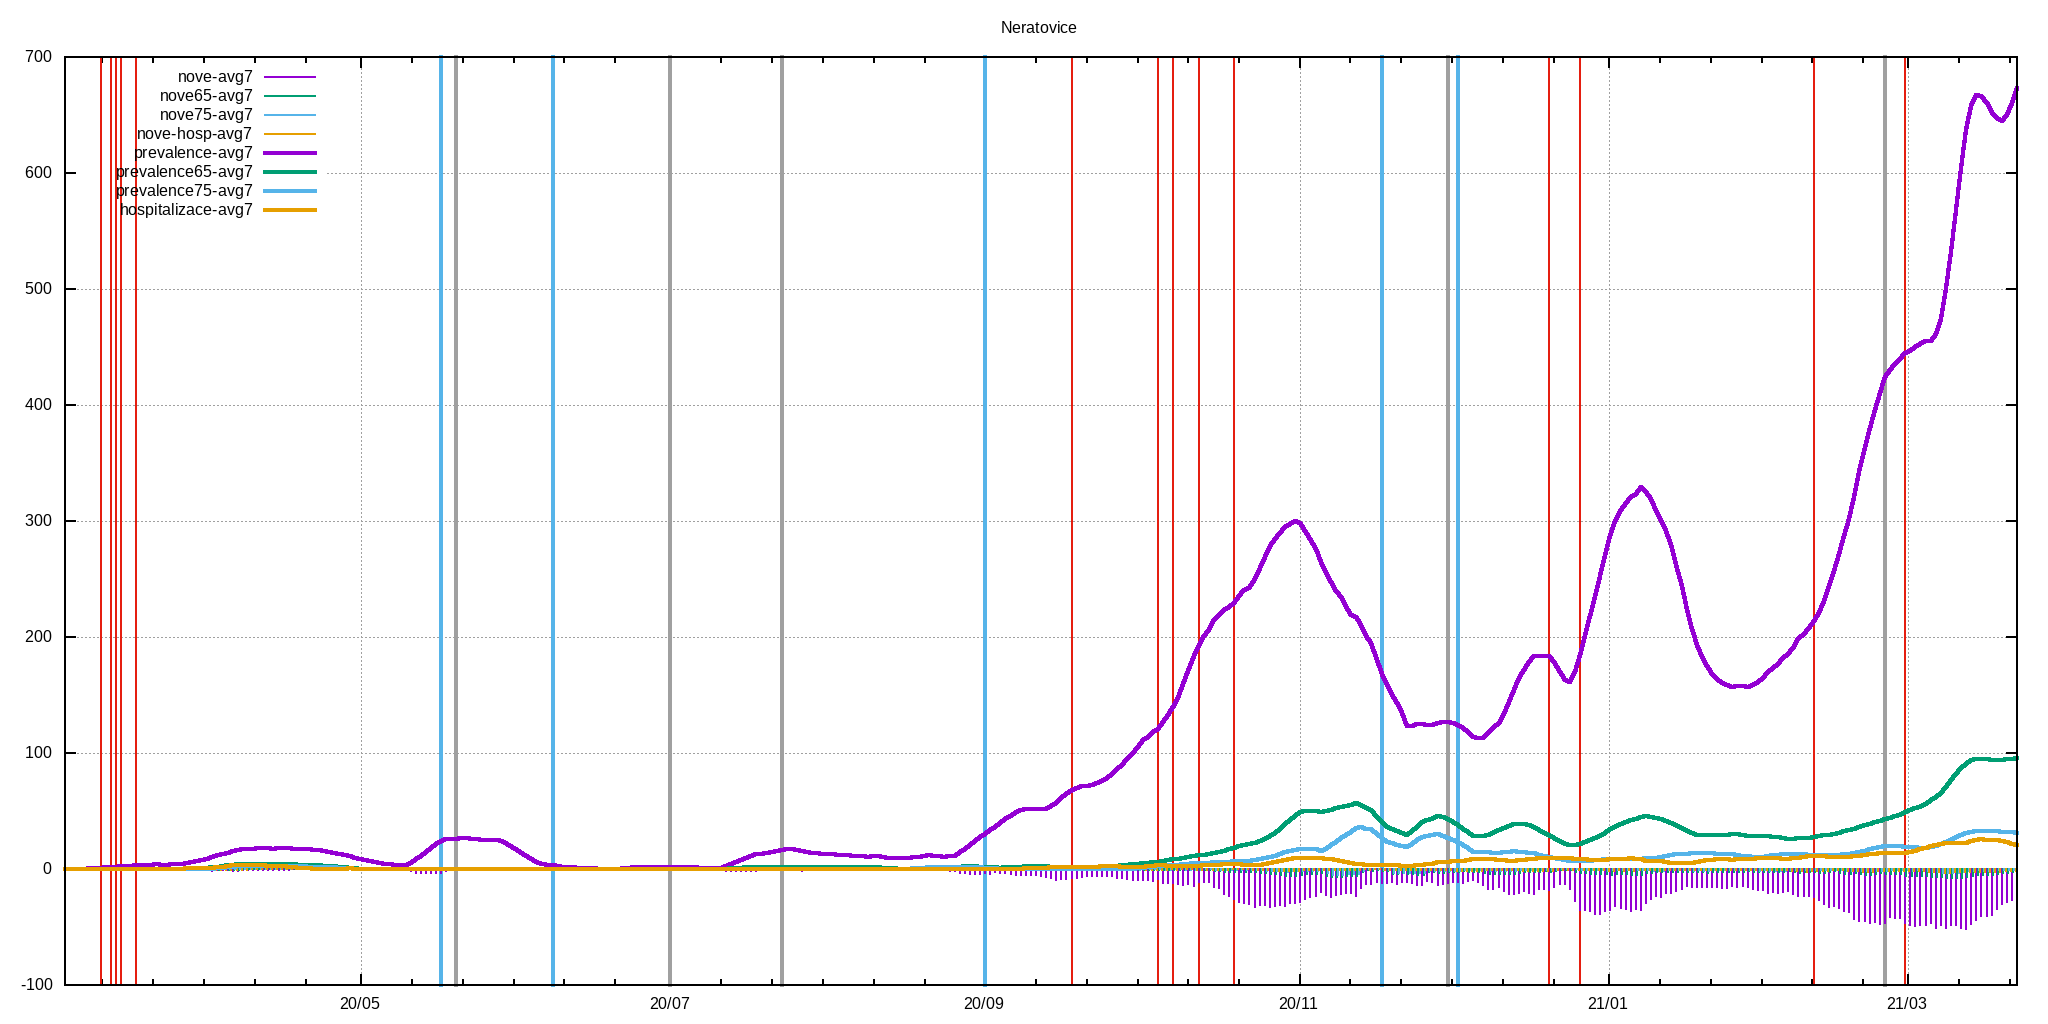 Neratovice
700
600
500
400
300
200
100
0
-100
nove-avg7
nove65-avg7
nove75-avg7
nove-hosp-avg7
prevalence-avg7
prevalence65-avg7
prevalence75-avg7
hospitalizace-avg7
20/05 20/07 20/09 20/11 21/01 21/03